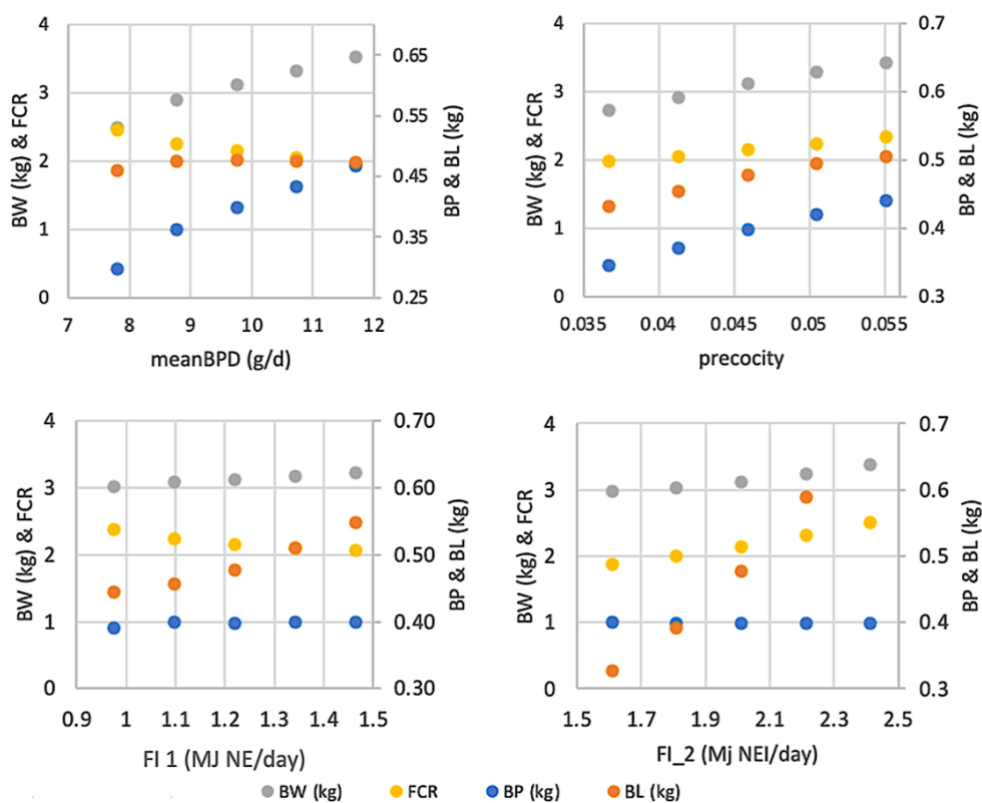 4
3
2
1
0
BW (kg) & FCR
0.65
0.55
0.45
0.35
0.25
BP & BL (kg)
7 8 9 10 11 12
meanBPD (g/d)
4
3
2
1
0
BW (kg) & FCR
0.7
0.6
0.5
0.4
0.3
BP & BL (kg)
0.035 0.04 0.045 0.05 0.055
precocity
4
3
2
1
0
BW (kg) & FCR
0.70
0.60
0.50
0.40
0.30
BP & BL (kg)
0.9 1 1.1 1.2 1.3 1.4 1.5
FI 1 (MJ NE/day)
4
3
2
1
0
BW (kg) & FCR
0.7
0.6
0.5
0.4
0.3
BP & BL (kg)
1.5 1.7 1.9 2.1 2.3 2.5
FI_2 (Mj NEI/day)
BW (kg) FCR BP (kg) BL (kg)